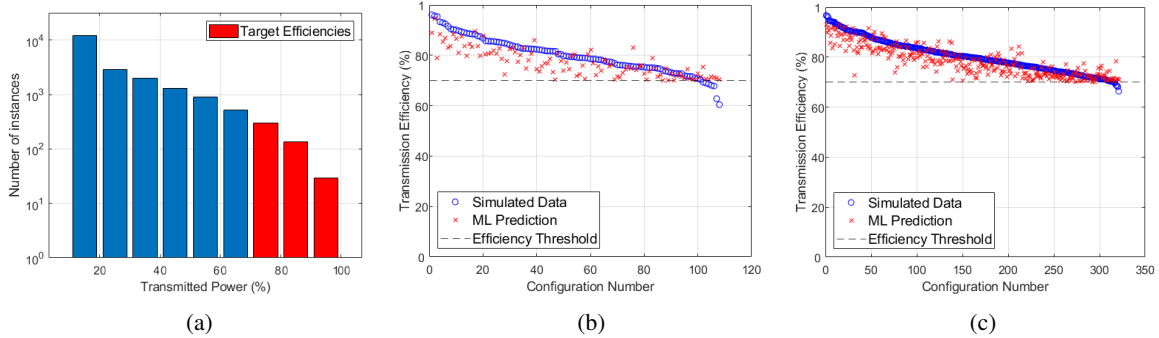 Number of instances
10^4
10^3
10^2
10^1
10^0
Target Efficiencies
20 40 60 80 100
Transmitted Power (%)
(a)
Transmission Efficiency (%)
1
80
60
40
20
0
Simulated Data
ML Prediction
Efficiency Threshold
0 20 40 60 80 100 120
Configuration Number
(b)
Transmission Efficiency (%)
1
80
60
40
20
0
Simulated Data
ML Prediction
Efficiency Threshold
0 50 100 150 200 250 300 350
Configuration Number
(c)